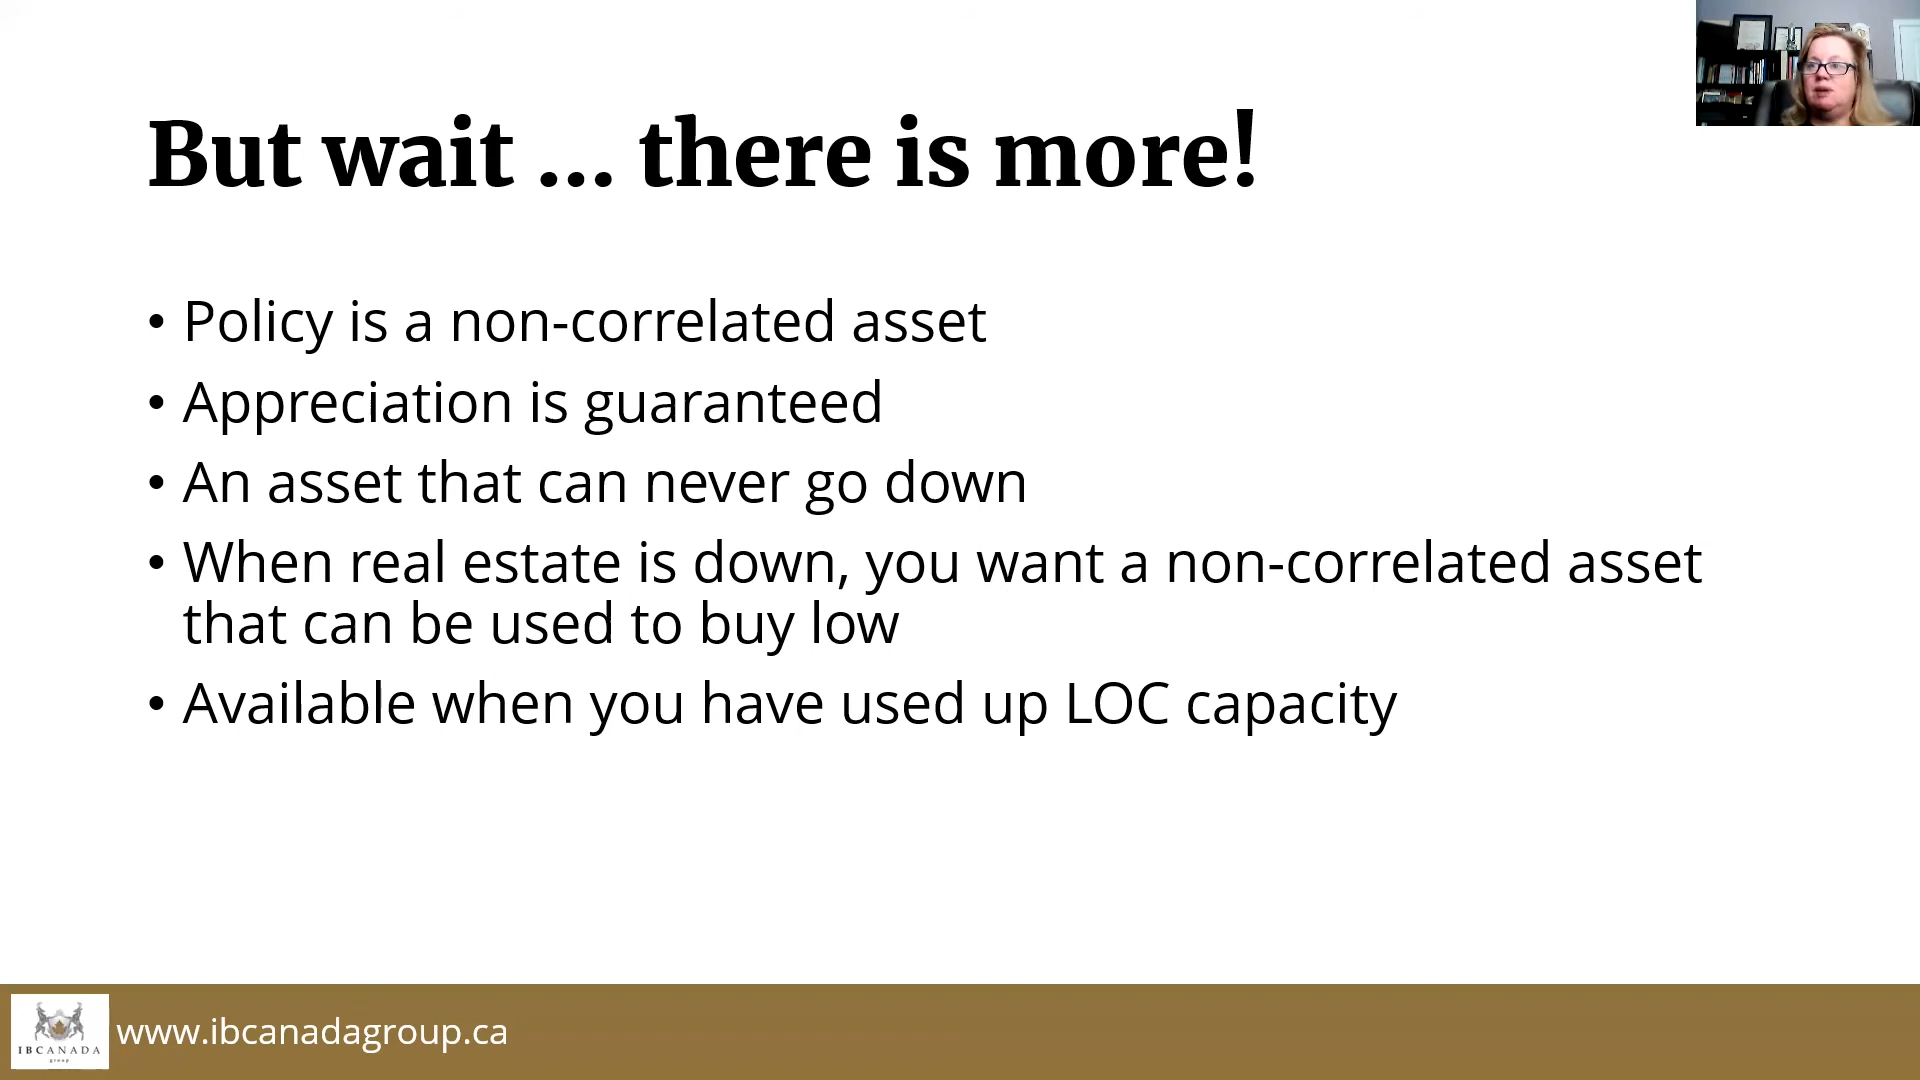 But wait ... there is more!
• Policy is a non-correlated asset
• Appreciation is guaranteed
• An asset that can never go down
• When real estate is down, you want a non-correlated asset
that can be used to buy low
• Available when you have used up LOC capacity
IBCANADA
group
www.ibcanadagroup.ca